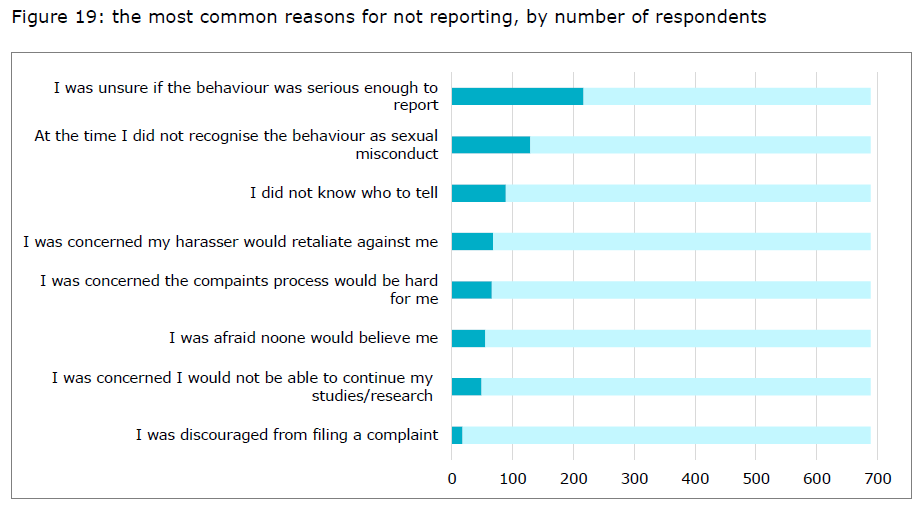 Figure 19: the most common reasons for not reporting, by number of respondents
I was unsure if the behaviour was serious enough to
report
At the time I did not recognise the behaviour as sexual
misconduct
I did not know who to tell
I was concerned my harasser would retaliate against me
I was concerned the compaints process would be hard
for me
I was afraid noone would believe me
I was concerned I would not be able to continue my
studies/research
I was discouraged from filing a complaint
0 100 200 300 400 500 600 700